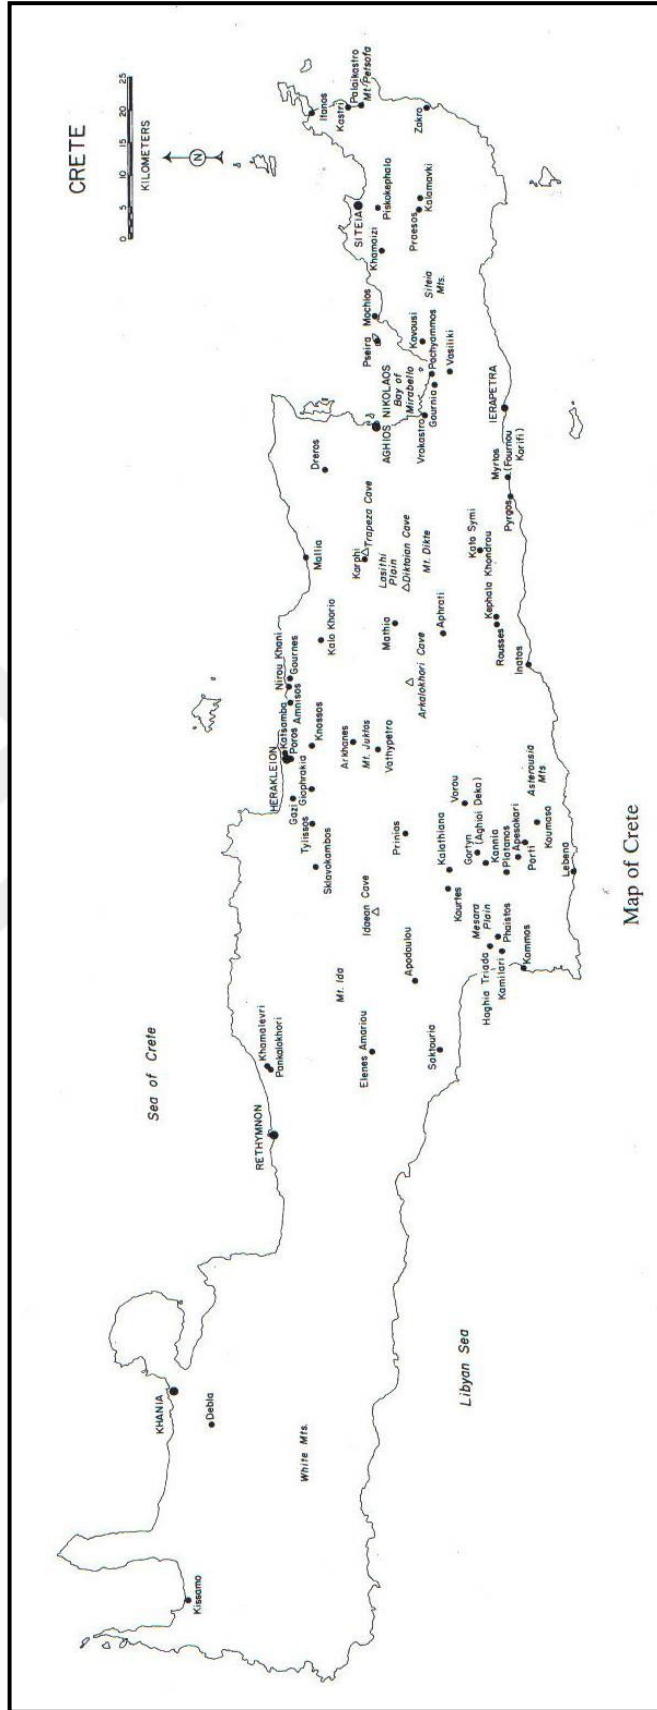 CRETE
0 5 10 15 20 25
KILOMETERS
N
Sea of Crete
Libyan Sea
Kissamo
KHANIA
Debla
White Mts.
RETHYMNON
Khamalevri
Pankalokhori
Elenes Amariou
Saktouria
Mt. Ida
Apodoulou
Idaean Cave
Sklavokambos
Tylissos
Gazi
Giophrakia
HERAKLEION
Katsamba
Poros
Amnisos
Nirou Khani
Gournes
Knossos
Arkhanes
Mt. Juktas
Vathypetro
Prinias
Kourtes
Kalathiana
Vorou
Gortyn
(Aghioi Deka)
Kannia
Platanos
Apesokari
Porti
Koumasa
Asterousia
Mts
Lebena
Mesara
Plain
Haghia Triada
Phaistos
Kamilari
Kommos
Kalo Khorio
Mallia
Karphi
Trapeza Cave
Lasithi
Plain
Diktaian Cave
Mt. Dikte
Mathia
Arkalokhori Cave
Aphrati
Rousses
Kephala Khondrou
Inatos
Kato Symi
Pyrgos
Myrtos
(Fournou
Korifi)
IERAPETRA
Dreros
AGHIOS NIKOLAOS
Bay of
Mirabello
Vrokastro
Gournia
Pachyammos
Vasiliki
Kavousi
Pseira
Mochlos
Siteia
Mts.
Khamaizi
SITEIA
Piskokephalo
Praesos
Kalamavki
Itanos
Kastri
Palaikastro
Mt. Petsofa
Zakro
Map of Crete